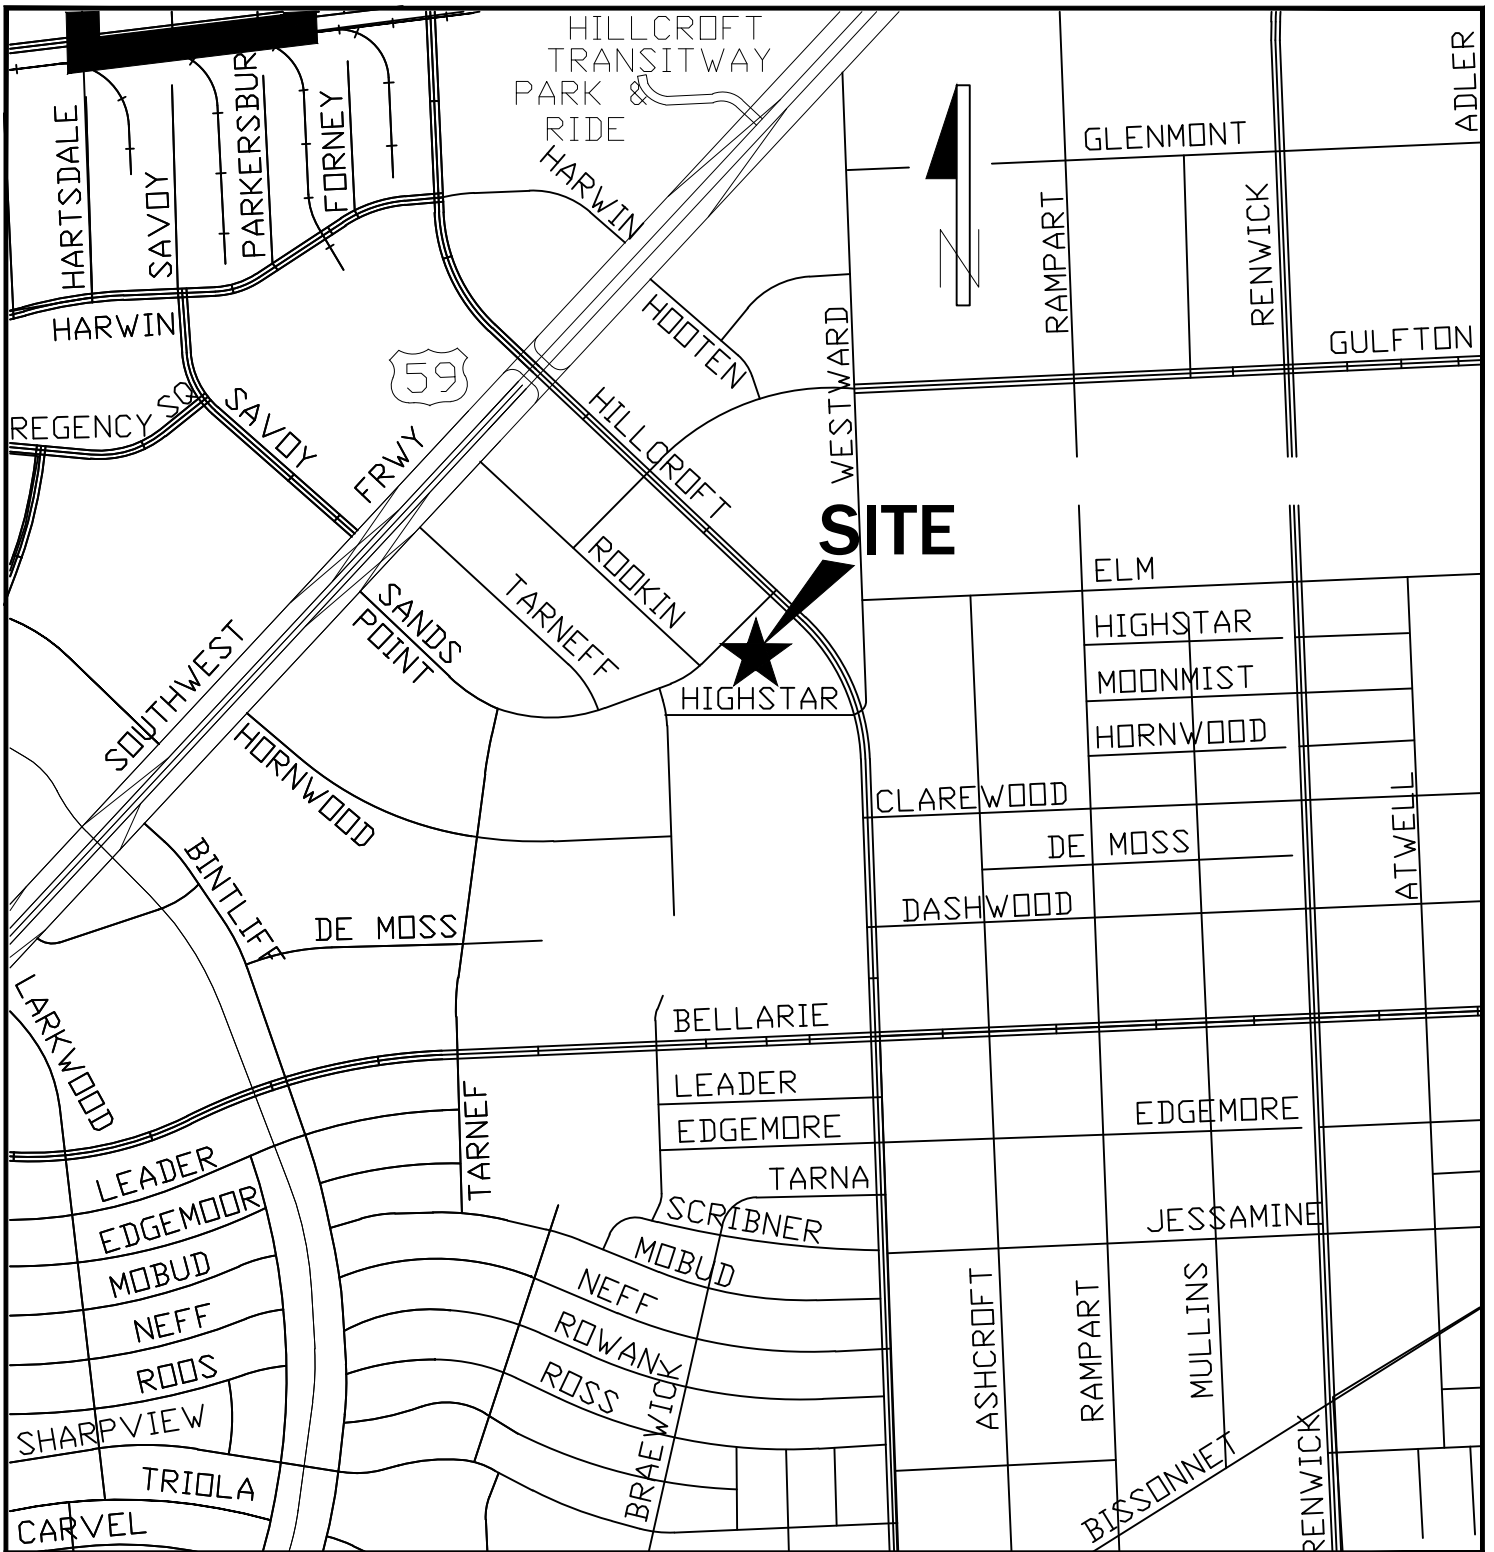 HILLCROFT
TRANSITWAY
PARK &
RIDE
ADLER
GLENMONT
HARTSDALE
SAVOY
PARKERSBUR
FORNEY
HARWIN
RAMPART
RENWICK
N
HARWIN
HOOTEN
WESTWARD
GULFTON
59
REGENCY SQ
SAVOY
FRWY
HILLCROFT
SITE
ROOKIN
TARNEFF
SANDS
POINT
ELM
HIGHSTAR
MOONMIST
HORNWOOD
SOUTHWEST
HIGHSTAR
HORNWOOD
CLAREWOOD
DE MOSS
ATWELL
BINTLIFF
DE MOSS
DASHWOOD
LARKWOOD
BELLARIE
LEADER
EDGEMORE
EDGEMORE
TARNEF
TARNA
LEADER
EDGEMOOR
MOBUD
NEFF
ROOS
SHARPVIEW
TRIOLA
CARVEL
SCRIBNER
MOBUD
NEFF
ROWANK
ROSS
BRAEWICK
JESSAMINE
ASHCROFT
RAMPART
MULLINS
BISSONNET
RENWICK